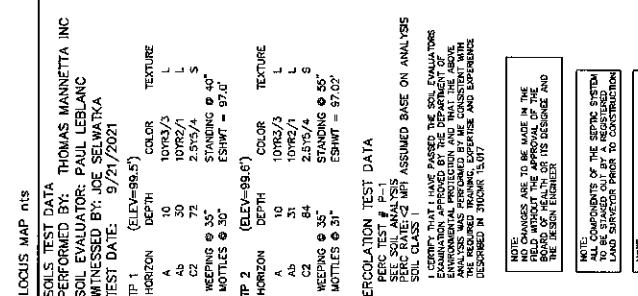 LOCUS MAP nts
SOILS TEST DATA
PERFORMED BY: THOMAS MANNETTA INC
SOIL EVALUATOR: PAUL LEBLANC
WITNESSED BY: JOE SELWATKA
TEST DATE: 9/21/2021
TP 1 (ELEV=99.5')
HORIZON DEPTH COLOR TEXTURE
A 10 10YR3/3 L
Ab 30 10YR2/1 L
C2 72 2.5Y5/4 S
WEEPING @ 35" STANDING @ 40"
MOTTLES @ 30" ESHWT = 97.0'
TP 2 (ELEV=99.6')
HORIZON DEPTH COLOR TEXTURE
A 10 10YR3/3 L
Ab 31 10YR2/1 L
C2 84 2.5Y5/4 S
WEEPING @ 35" STANDING @ 55"
MOTTLES @ 31" ESHWT = 97.02'
ERCOLATION TEST DATA
PERC TEST # P-1
SEE SOIL ANALYSIS
PERC RATE:<2 MPI ASSUMED BASE ON ANALYSIS
SOIL CLASS I
I CERTIFY THAT I HAVE PASSED THE SOIL EVALUATORS
EXAMINATION APPROVED BY THE DEPARTMENT OF
ENVIRONMENTAL PROTECTION AND THAT THE ABOVE
ANALYSIS WAS PERFORMED BY ME CONSISTENT WITH
THE REQUIRED TRAINING, EXPERTISE AND EXPERIENCE
DESCRIBED IN 310CMR 15.017
NOTE:
NO CHANGES ARE TO BE MADE IN THE
FIELD WITHOUT THE APPROVAL OF THE
BOARD OF HEALTH OR ITS DESIGNEE AND
THE DESIGN ENGINEER
NOTE:
ALL COMPONENTS OF THE SEPTIC SYSTEM
TO BE STAKED OUT BY A REGISTERED
LAND SURVEYOR PRIOR TO CONSTRUCTION